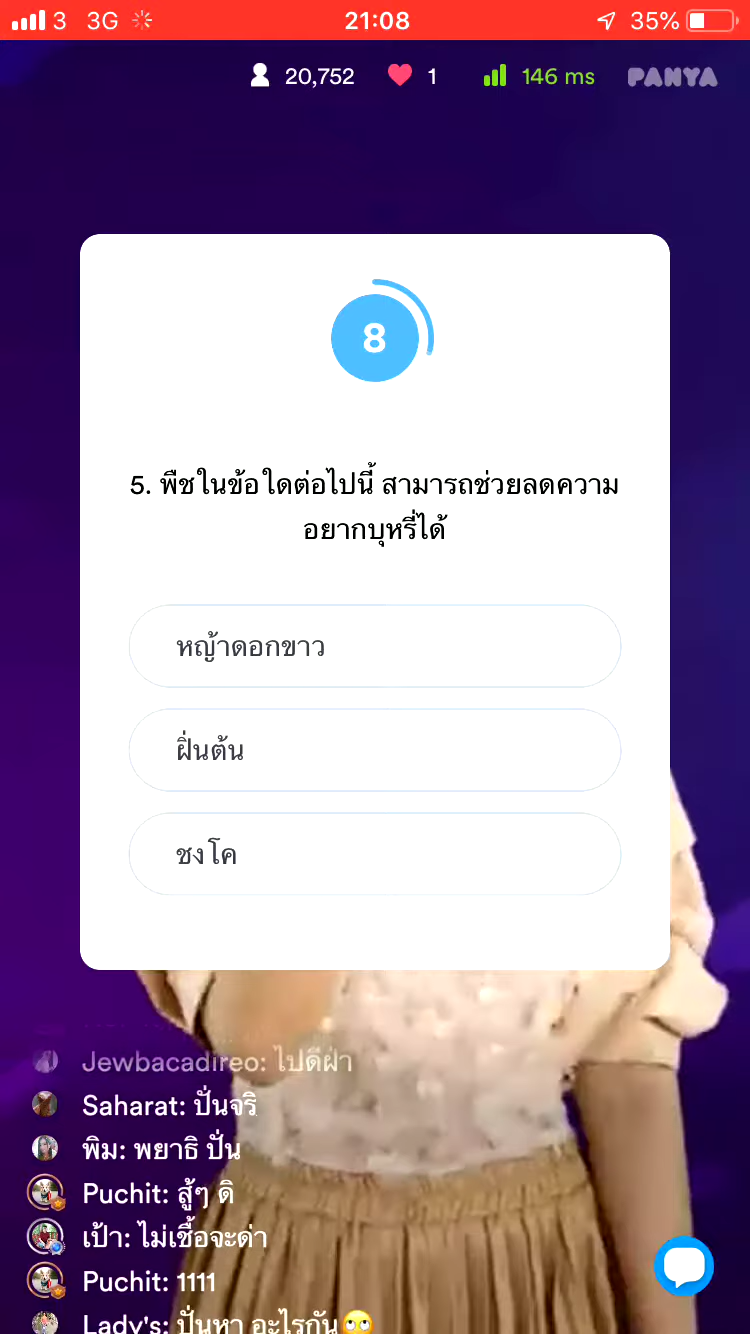 3 3G 21:08 35%
20,752 1 146 ms PANYA
8
5. พืชในข้อใดต่อไปนี้ สามารถช่วยลดความ
อยากบุหรี่ได้
หญ้าดอกขาว
ฝิ่นต้น
ชงโค
Jewbacadireo: ไปดีฝ่า
Saharat: ปั่นจริ
พิม: พยาธิ ปั่น
Puchit: สู้ๆ ดิ
เป้า: ไม่เชื้อจะด่า
Puchit: 1111
Lady's: ปั่นหา อะไรกัน🙄